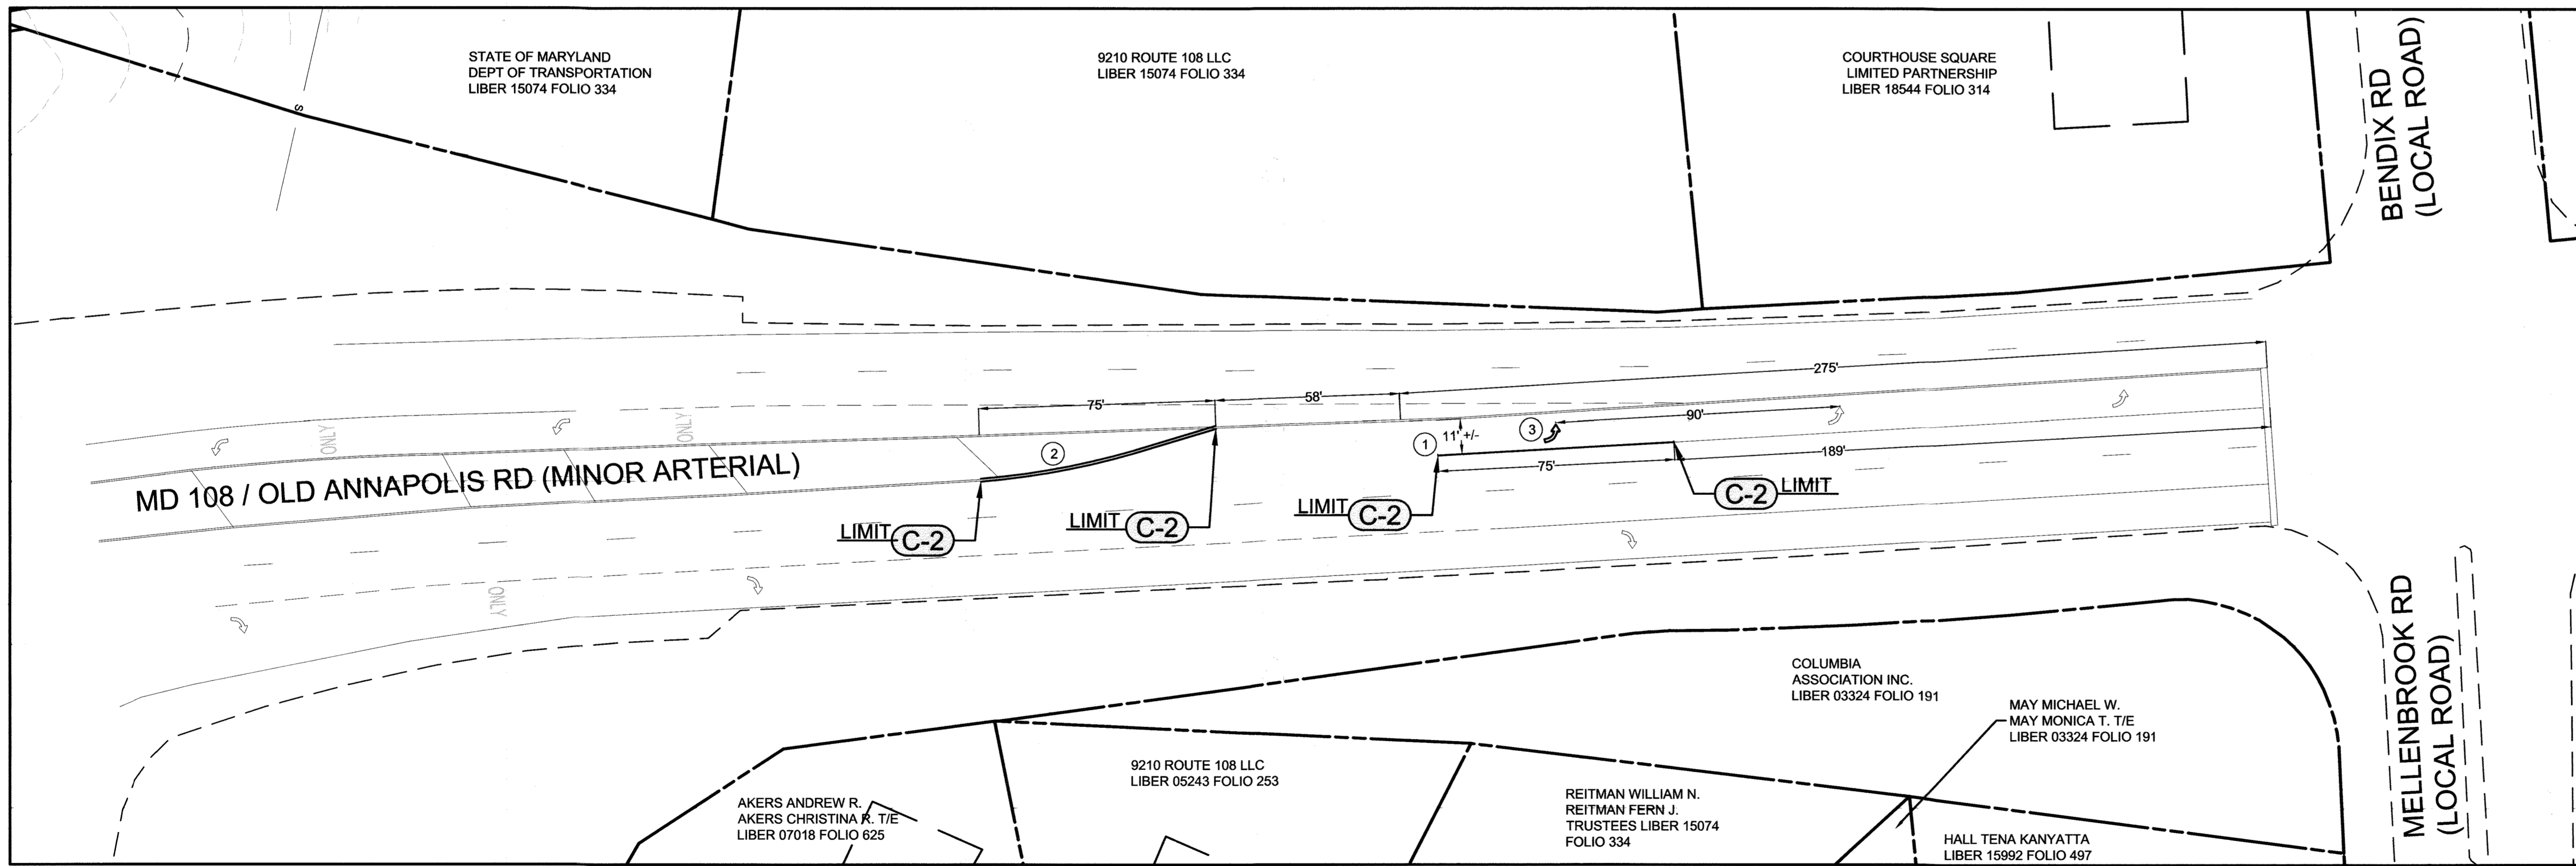 STATE OF MARYLAND
DEPT OF TRANSPORTATION
LIBER 15074 FOLIO 334
9210 ROUTE 108 LLC
LIBER 15074 FOLIO 334
COURTHOUSE SQUARE
LIMITED PARTNERSHIP
LIBER 18544 FOLIO 314
BENDIX RD
(LOCAL ROAD)
S
275'
75'
58'
90'
ONLY
ONLY
11' +/-
1
2
3
75'
189'
MD 108 / OLD ANNAPOLIS RD (MINOR ARTERIAL)
LIMIT C-2
LIMIT C-2
LIMIT C-2
C-2 LIMIT
ONLY
MELLENBROOK RD
(LOCAL ROAD)
COLUMBIA
ASSOCIATION INC.
LIBER 03324 FOLIO 191
MAY MICHAEL W.
MAY MONICA T. T/E
LIBER 03324 FOLIO 191
9210 ROUTE 108 LLC
LIBER 05243 FOLIO 253
AKERS ANDREW R.
AKERS CHRISTINA R. T/E
LIBER 07018 FOLIO 625
REITMAN WILLIAM N.
REITMAN FERN J.
TRUSTEES LIBER 15074
FOLIO 334
HALL TENA KANYATTA
LIBER 15992 FOLIO 497